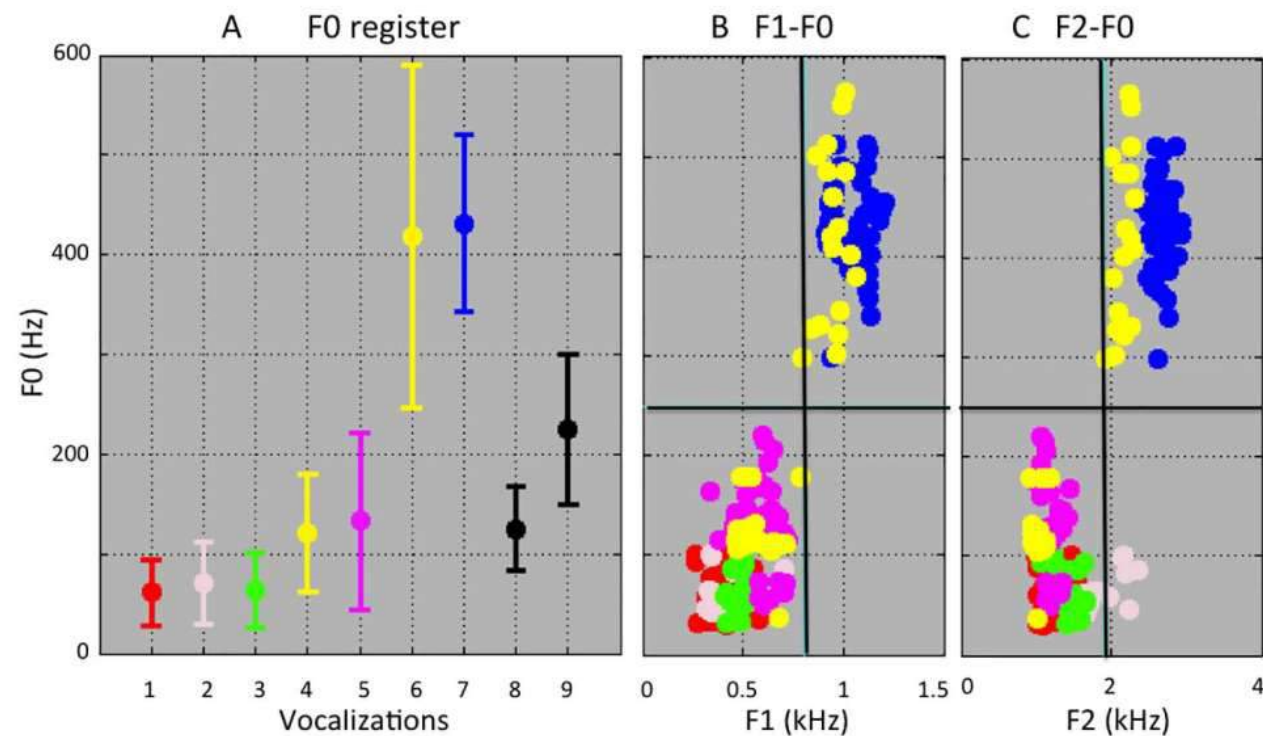 A F0 register
B F1-F0
C F2-F0
600
400
200
0
F0 (Hz)
1 2 3 4 5 6 7 8 9
Vocalizations
0 0.5 1 1.5
F1 (kHz)
0 2 4
F2 (kHz)